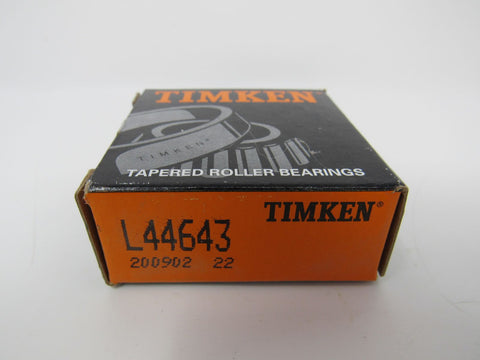 TIMKEN
TIMKEN®
TAPERED ROLLER BEARINGS
TIMKEN®
L44643
200902 22